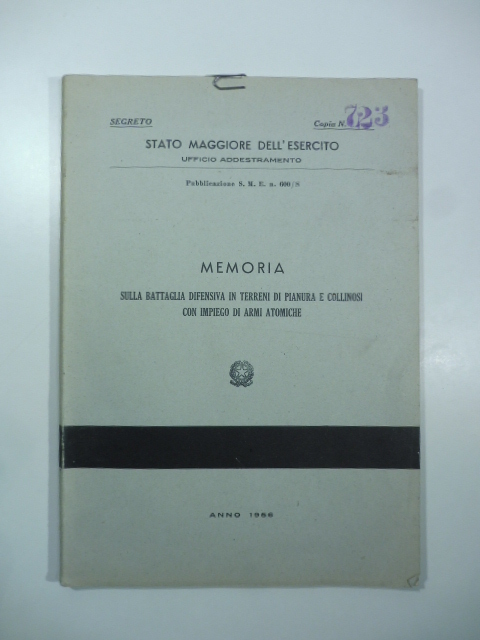 SEGRETO
Copia N. 725
STATO MAGGIORE DELL'ESERCITO
UFFICIO ADDESTRAMENTO
Pubblicazione S. M. E. n. 600/S
MEMORIA
SULLA BATTAGLIA DIFENSIVA IN TERRENI DI PIANURA E COLLINOSI
CON IMPIEGO DI ARMI ATOMICHE
ANNO 1956